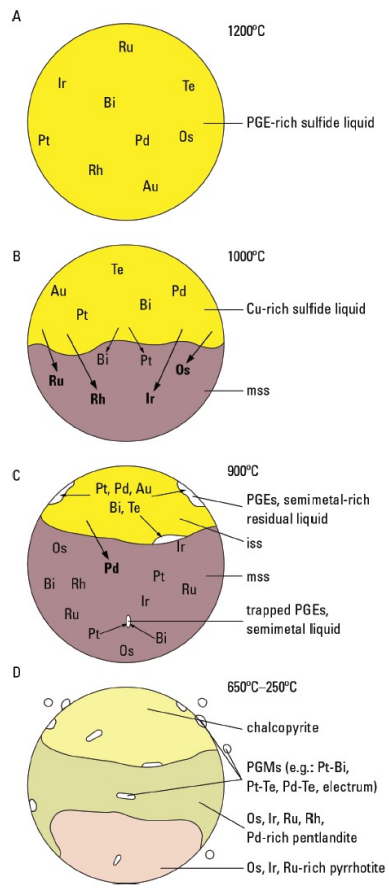 A
1200°C
Ru
Ir
Te
Bi
PGE-rich sulfide liquid
Pt
Pd
Os
Rh
Au
B
1000°C
Te
Au
Pd
Bi
Pt
Cu-rich sulfide liquid
Bi
Pt
Os
Ru
Rh
Ir
mss
C
900°C
Pt, Pd, Au
Bi, Te
PGEs, semimetal-rich
residual liquid
iss
Os
Ir
Pd
Bi
Rh
Pt
Ru
mss
Ir
Ru
trapped PGEs,
semimetal liquid
Pt
Bi
Os
D
650°C–250°C
chalcopyrite
PGMs (e.g.: Pt-Bi,
Pt-Te, Pd-Te, electrum)
Os, Ir, Ru, Rh,
Pd-rich pentlandite
Os, Ir, Ru-rich pyrrhotite